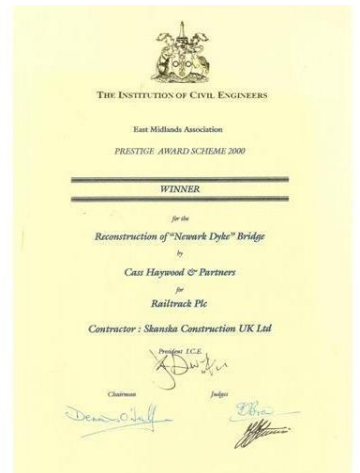 THE INSTITUTION OF CIVIL ENGINEERS
East Midlands Association
PRESTIGE AWARD SCHEME 2000
WINNER
for the
Reconstruction of "Newark Dyke" Bridge
by
Cass Haywood & Partners
for
Railtrack Plc
Contractor : Skanska Construction UK Ltd
President I.C.E.
Chairman Judges